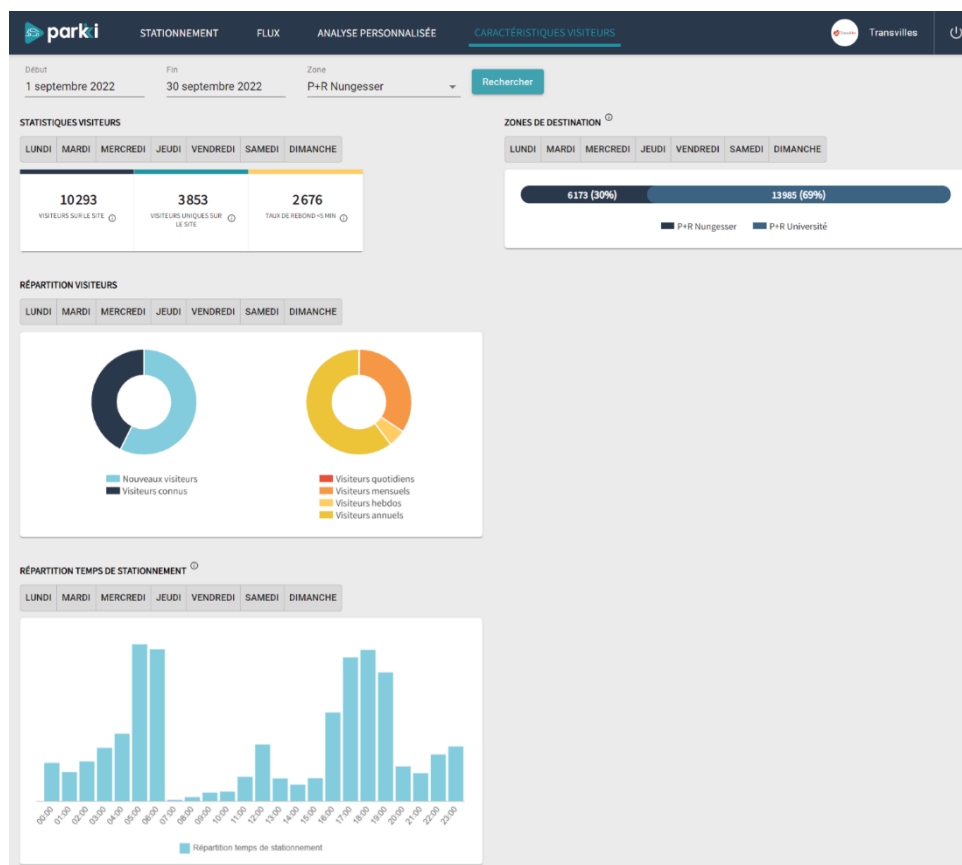 parkki STATIONNEMENT FLUX ANALYSE PERSONNALISÉE CARACTÉRISTIQUES VISITEURS Transvilles
Début Fin Zone
1 septembre 2022 30 septembre 2022 P+R Nungesser Rechercher
STATISTIQUES VISITEURS
LUNDI MARDI MERCREDI JEUDI VENDREDI SAMEDI DIMANCHE
10293 3853 2676
VISITEURS SUR LE SITE VISITEURS UNIQUES SUR LE SITE TAUX DE REBOND <5 MIN
ZONES DE DESTINATION
LUNDI MARDI MERCREDI JEUDI VENDREDI SAMEDI DIMANCHE
6173 (30%) 13985 (69%)
P+R Nungesser P+R Université
RÉPARTITION VISITEURS
LUNDI MARDI MERCREDI JEUDI VENDREDI SAMEDI DIMANCHE
Nouveaux visiteurs
Visiteurs connus
Visiteurs quotidiens
Visiteurs mensuels
Visiteurs hebdos
Visiteurs annuels
RÉPARTITION TEMPS DE STATIONNEMENT
LUNDI MARDI MERCREDI JEUDI VENDREDI SAMEDI DIMANCHE
00:00 01:00 02:00 03:00 04:00 05:00 06:00 07:00 08:00 09:00 10:00 11:00 12:00 13:00 14:00 15:00 16:00 17:00 18:00 19:00 20:00 21:00 22:00 23:00
Répartition temps de stationnement